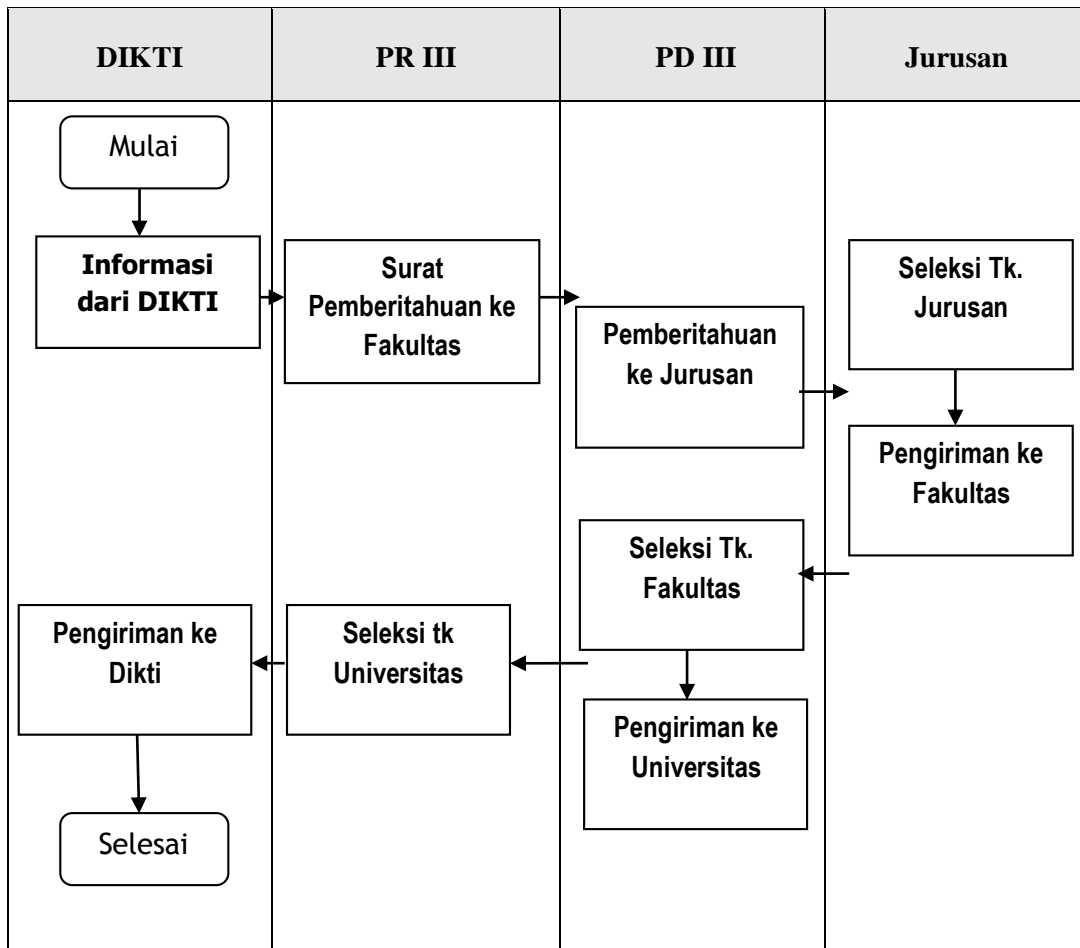 DIKTI
PR III
PD III
Jurusan
Mulai
Informasi
dari DIKTI
Surat
Pemberitahuan ke
Fakultas
Pemberitahuan
ke Jurusan
Seleksi Tk.
Jurusan
Pengiriman ke
Fakultas
Seleksi Tk.
Fakultas
Pengiriman ke
Universitas
Seleksi tk
Universitas
Pengiriman ke
Dikti
Selesai